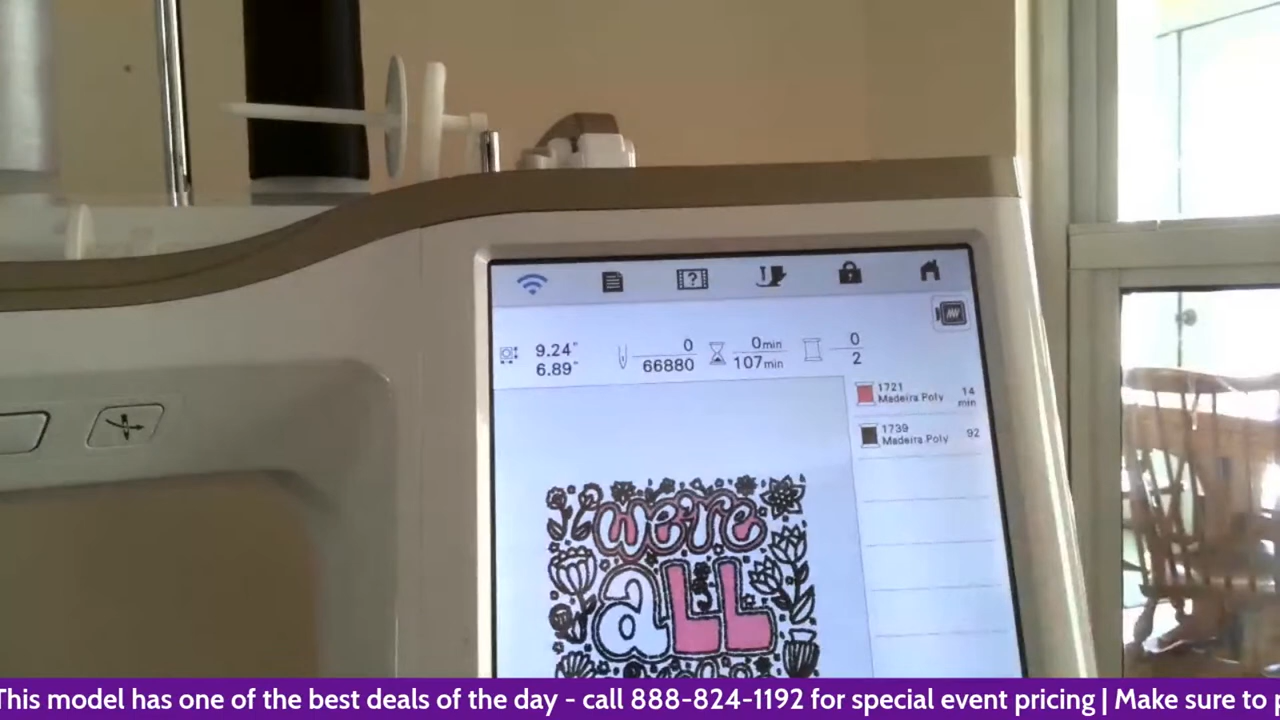 9.24"
6.89"
0
66880
0min
107min
0
2
1721
Madeira Poly
14
min
1739
Madeira Poly
92
we're
aLL
This model has one of the best deals of the day - call 888-824-1192 for special event pricing | Make sure to p